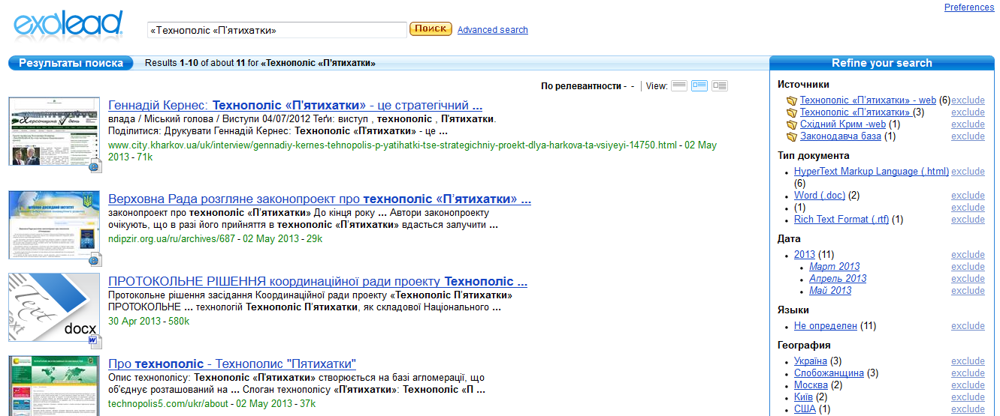 Preferences
exalead
«Технополіс «П'ятихатки»
Поиск
Advanced search
Результаты поиска
Results 1-10 of about 11 for «Технополіс «П'ятихатки»
Refine your search
По релевантности - - | View:
Геннадій Кернес: Технополіс «П'ятихатки» - це стратегічний ...
влада / Міський голова / Виступи 04/07/2012 Теґи: виступ , технополіс , П'ятихатки.
Поділитися: Друкувати Геннадій Кернес: Технополіс «П'ятихатки» - це ...
www.city.kharkov.ua/uk/interview/gennadiy-kernes-tehnopolis-p-yatihatki-tse-strategichniy-proekt-dlya-harkova-ta-vsiyeyi-14750.html - 02 May
2013 - 71k
Верховна Рада розгляне законопроект про технополіс «П'ятихатки» ...
законопроект про технополіс «П'ятихатки» До кінця року ... Автори законопроекту
очікують, що в разі його прийняття в технополіс «П'ятихатки» вдасться залучити ...
ndipzir.org.ua/ru/archives/687 - 02 May 2013 - 29k
Text
Text
docx
ПРОТОКОЛЬНЕ РІШЕННЯ координаційної ради проекту Технополіс ...
Протокольне рішення засідання Координаційної ради проекту «Технополіс П'ятихатки»
ПРОТОКОЛЬНЕ ... технологій Технополіс П'ятихатки, як складової Національного ...
30 Apr 2013 - 580k
Про технополіс - Технополис "Пятихатки"
Опис технополісу: Технополіс «П'ятихатки» створюється на базі агломерації, що
об'єднує розташований на ... Слоган технополісу «П'ятихатки»: Технополіс «П ...
technopolis5.com/ukr/about - 02 May 2013 - 37k
Источники
Технополіс «П'ятихатки» - web (6) exclude
Технополіс «П'ятихатки» (3) exclude
Східний Крим -web (1) exclude
Законодавча база (1) exclude
Тип документа
HyperText Markup Language (.html) exclude
(6)
Word (.doc) (2) exclude
(1) exclude
Rich Text Format (.rtf) (1) exclude
Дата
2013 (11) exclude
Март 2013 exclude
Апрель 2013 exclude
Май 2013 exclude
Языки
Не определен (11) exclude
География
Україна (3) exclude
Слобожанщина (3) exclude
Москва (2) exclude
Київ (2) exclude
США (1) exclude